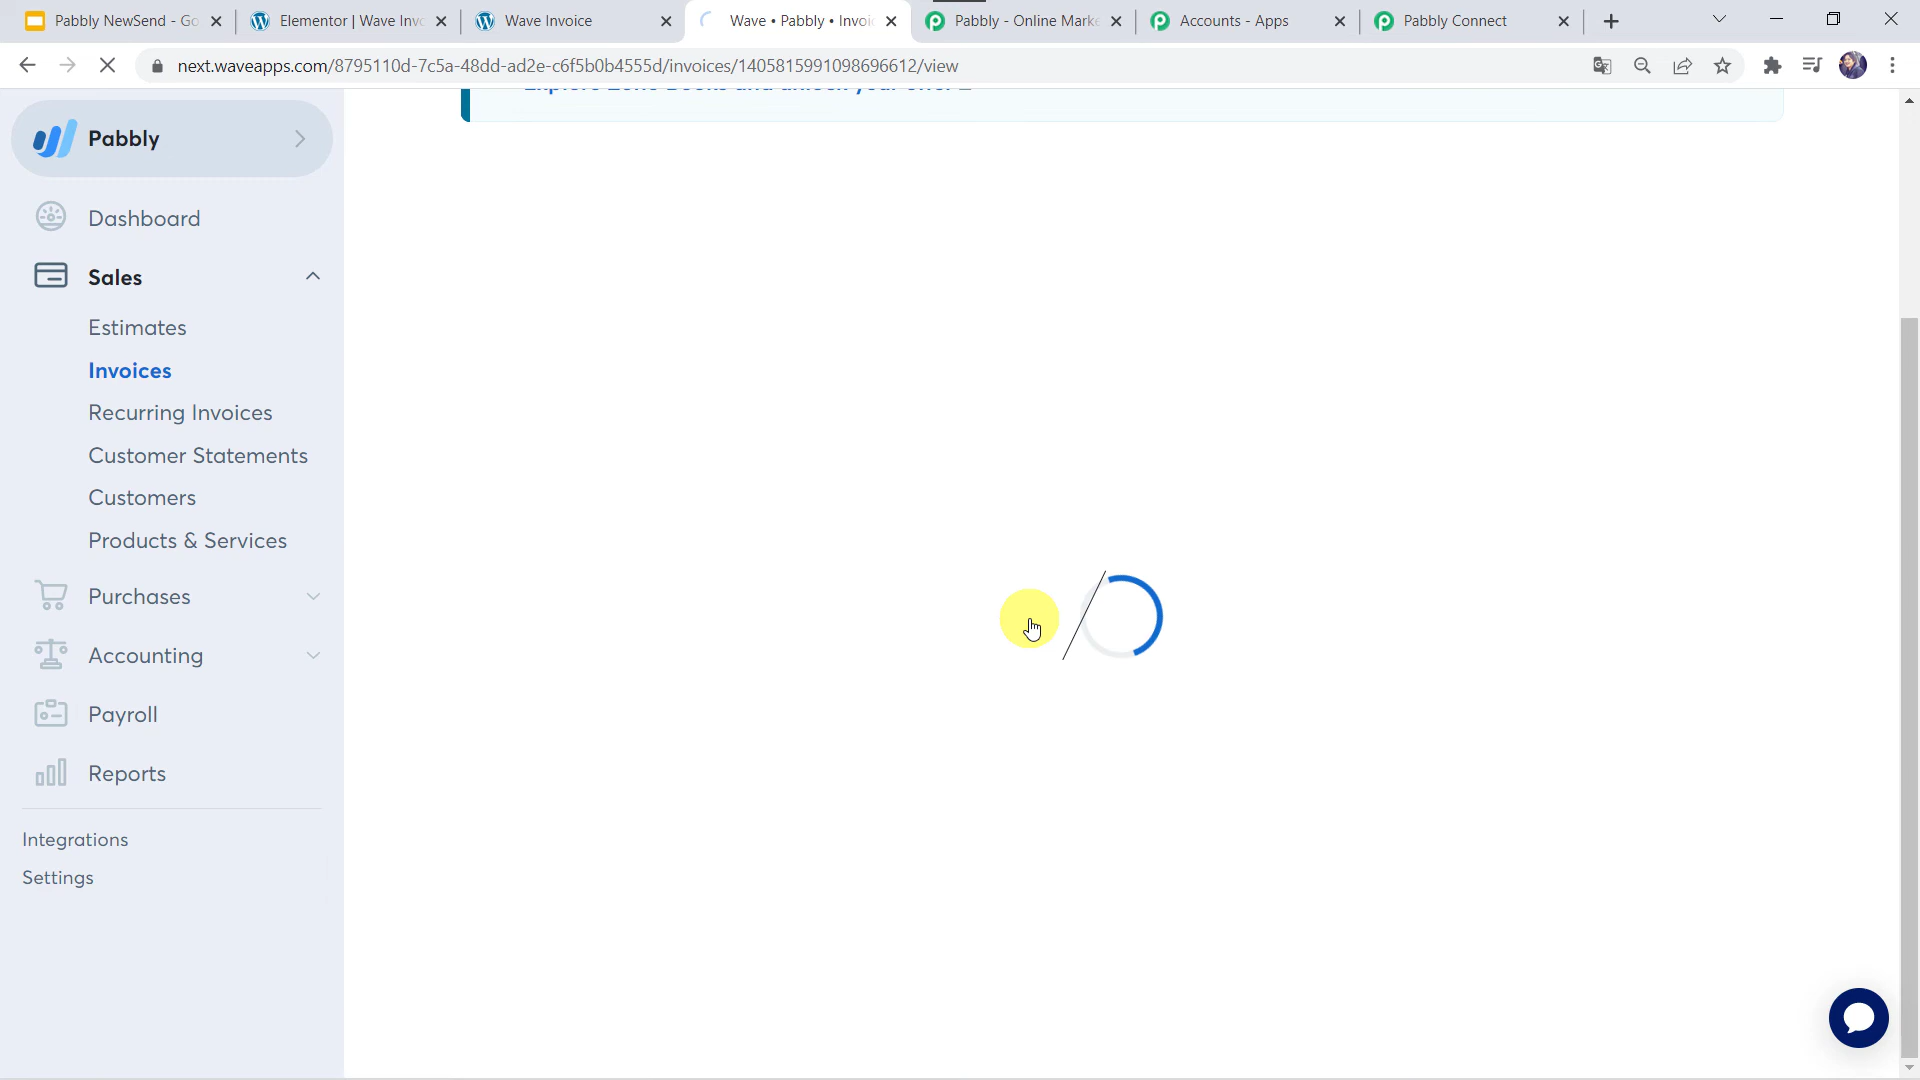 Pabbly NewSend - Go
Elementor | Wave Invo
Wave Invoice
Wave • Pabbly • Invoi
Pabbly - Online Marke
Accounts - Apps
Pabbly Connect
next.waveapps.com/8795110d-7c5a-48dd-ad2e-c6f5b0b4555d/invoices/1405815991098696612/view
Pabbly
Dashboard
Sales
Estimates
Invoices
Recurring Invoices
Customer Statements
Customers
Products & Services
Purchases
Accounting
Payroll
Reports
Integrations
Settings